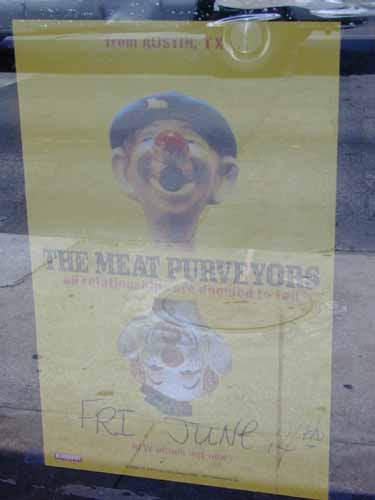 from AUSTIN, TX
THE MEAT PURVEYORS
all relationships are doomed to fail
FRI JUNE 14th